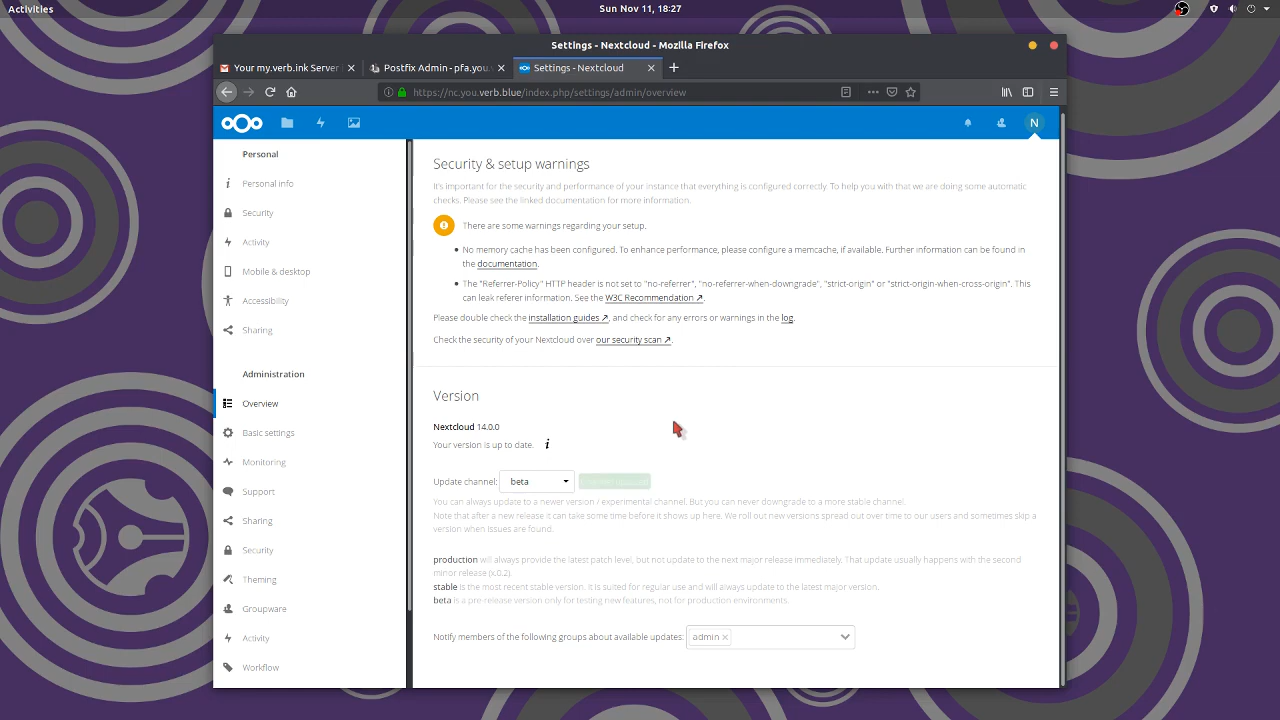 Activities
Sun Nov 11, 18:27
Settings - Nextcloud - Mozilla Firefox
Your my.verb.ink Server
Postfix Admin - pfa.you.v
Settings - Nextcloud
https://nc.you.verb.blue/index.php/settings/admin/overview
N
Personal
Personal info
Security
Activity
Mobile & desktop
Accessibility
Sharing
Administration
Overview
Basic settings
Monitoring
Support
Sharing
Security
Theming
Groupware
Activity
Workflow
Security & setup warnings
It's important for the security and performance of your instance that everything is configured correctly. To help you with that we are doing some automatic
checks. Please see the linked documentation for more information.
There are some warnings regarding your setup.
• No memory cache has been configured. To enhance performance, please configure a memcache, if available. Further information can be found in
the documentation.
• The "Referrer-Policy" HTTP header is not set to "no-referrer", "no-referrer-when-downgrade", "strict-origin" or "strict-origin-when-cross-origin". This
can leak referer information. See the W3C Recommendation ↗.
Please double check the installation guides ↗, and check for any errors or warnings in the log.
Check the security of your Nextcloud over our security scan ↗.
Version
Nextcloud 14.0.0
Your version is up to date. i
Update channel: beta
You can always update to a newer version / experimental channel. But you can never downgrade to a more stable channel.
Note that after a new release it can take some time before it shows up here. We roll out new versions spread out over time to our users and sometimes skip a
version when issues are found.
production will always provide the latest patch level, but not update to the next major release immediately. That update usually happens with the second
minor release (x.0.2).
stable is the most recent stable version. It is suited for regular use and will always update to the latest major version.
beta is a pre-release version only for testing new features, not for production environments.
Notify members of the following groups about available updates: admin ×